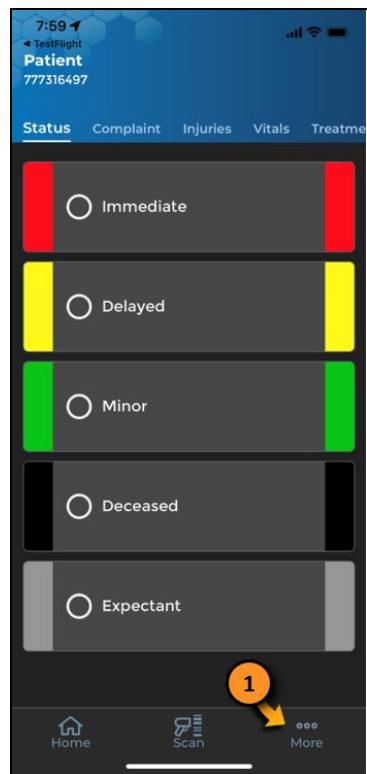 7:59
◄ TestFlight
Patient
777316497
Status Complaint Injuries Vitals Treatme
Immediate
Delayed
Minor
Deceased
Expectant
1
Home Scan More